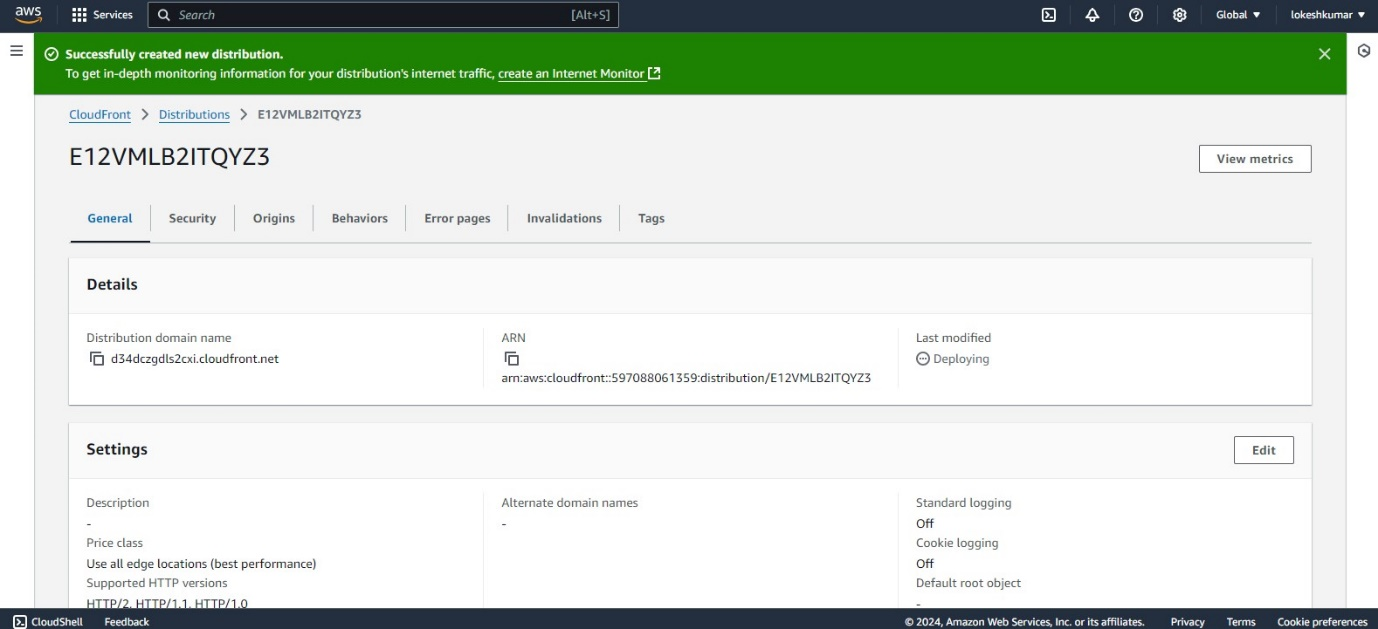 aws Services Search [Alt+S] Global lokeshkumar
Successfully created new distribution.
To get in-depth monitoring information for your distribution's internet traffic, create an Internet Monitor
CloudFront > Distributions > E12VMLB2ITQYZ3
E12VMLB2ITQYZ3
View metrics
General Security Origins Behaviors Error pages Invalidations Tags
Details
Distribution domain name ARN Last modified
d34dczgdls2cxi.cloudfront.net Deploying
arn:aws:cloudfront::597088061359:distribution/E12VMLB2ITQYZ3
Settings Edit
Description Alternate domain names Standard logging
- - Off
Price class Cookie logging
Use all edge locations (best performance) Off
Supported HTTP versions Default root object
HTTP/2, HTTP/1.1, HTTP/1.0 -
CloudShell Feedback © 2024, Amazon Web Services, Inc. or its affiliates. Privacy Terms Cookie preferences